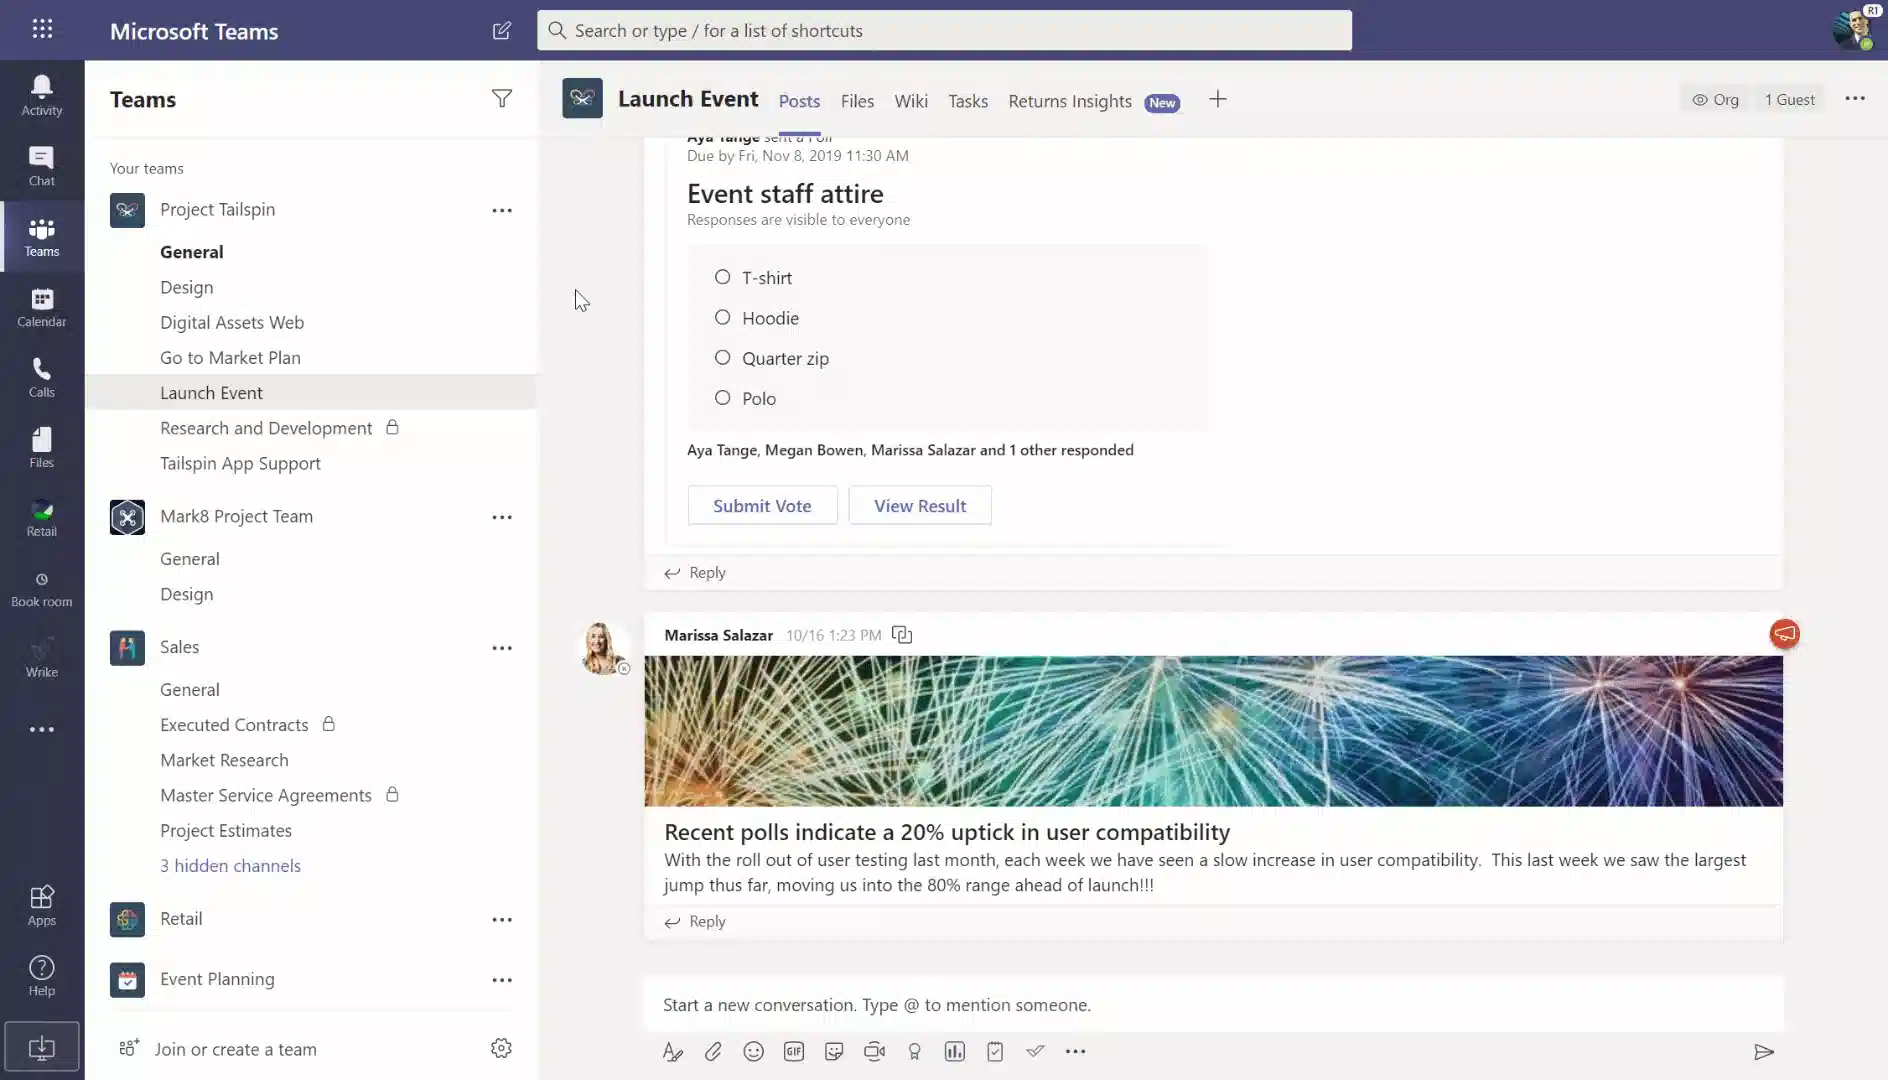 Microsoft Teams
Search or type / for a list of shortcuts
R1
Activity
Chat
Teams
Calendar
Calls
Files
Retail
Book room
Wrike
Apps
Help
Teams
Your teams
Project Tailspin
General
Design
Digital Assets Web
Go to Market Plan
Launch Event
Research and Development
Tailspin App Support
Mark8 Project Team
General
Design
Sales
General
Executed Contracts
Market Research
Master Service Agreements
Project Estimates
3 hidden channels
Retail
Event Planning
Join or create a team
Launch Event Posts Files Wiki Tasks Returns Insights New
Org 1 Guest
Aya Tange sent a Poll
Due by Fri, Nov 8, 2019 11:30 AM
Event staff attire
Responses are visible to everyone
T-shirt
Hoodie
Quarter zip
Polo
Aya Tange, Megan Bowen, Marissa Salazar and 1 other responded
Submit Vote View Result
Reply
Marissa Salazar 10/16 1:23 PM
Recent polls indicate a 20% uptick in user compatibility
With the roll out of user testing last month, each week we have seen a slow increase in user compatibility. This last week we saw the largest
jump thus far, moving us into the 80% range ahead of launch!!!
Reply
Start a new conversation. Type @ to mention someone.
GIF